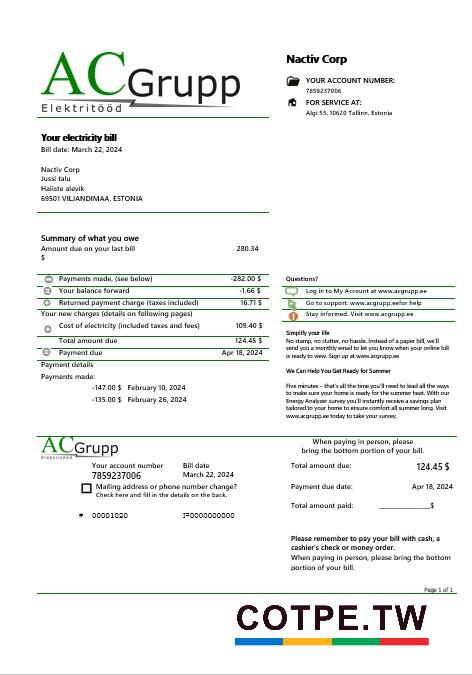 ACGrupp
Elektritööd
Nactiv Corp
YOUR ACCOUNT NUMBER:
7859237006
FOR SERVICE AT:
Algi 55, 10620 Tallinn, Estonia
Your electricity bill
Bill date: March 22, 2024
Nactiv Corp
Jussi talu
Haliste alevik
69501 VILJANDIMAA, ESTONIA
Summary of what you owe
Amount due on your last bill 280.34
$
Payments made, (see below) -282.00 $
Your balance forward -1.66 $
Returned payment charge (taxes included) 16.71 $
Your new charges (details on following pages)
Cost of electricity (included taxes and fees) 109.40 $
Total amount due 124.45 $
Payment due Apr 18, 2024
Payment details
Payments made:
-147.00 $ February 10, 2024
-135.00 $ February 26, 2024
Questions?
Log in to My Account at www.acgrupp.ee
Go to support. www.acgrupp.eefor help
Stay informed. Visit www.acgrupp.ee
Simplify your life
No stamp, no clutter, no hassle. Instead of a paper bill, we'll
send you a monthly email to let you know when your online bill
is ready to view. Sign up at www.acgrupp.ee
We Can Help You Get Ready for Summer
Five minutes – that's all the time you'll need to lead all the ways
to make sure your home is ready for the summer heat. With our
Energy Analyzer survey you'll instantly receive a savings plan
tailored to your home to ensure comfort all summer long. Visit
www.acgrupp.ee today to take your survey.
ACGrupp
Elektritööd
Your account number Bill date
7859237006 March 22, 2024
Mailing address or phone number change?
Check here and fill in the details on the back.
# 00001020 I=0000000000
When paying in person, please
bring the bottom portion of your bill.
Total amount due: 124.45 $
Payment due date: Apr 18, 2024
Total amount paid: ______________$
Please remember to pay your bill with cash, a
cashier's check or money order.
When paying in person, please bring the bottom
portion of your bill.
Page 1 of 1
COTPE.TW